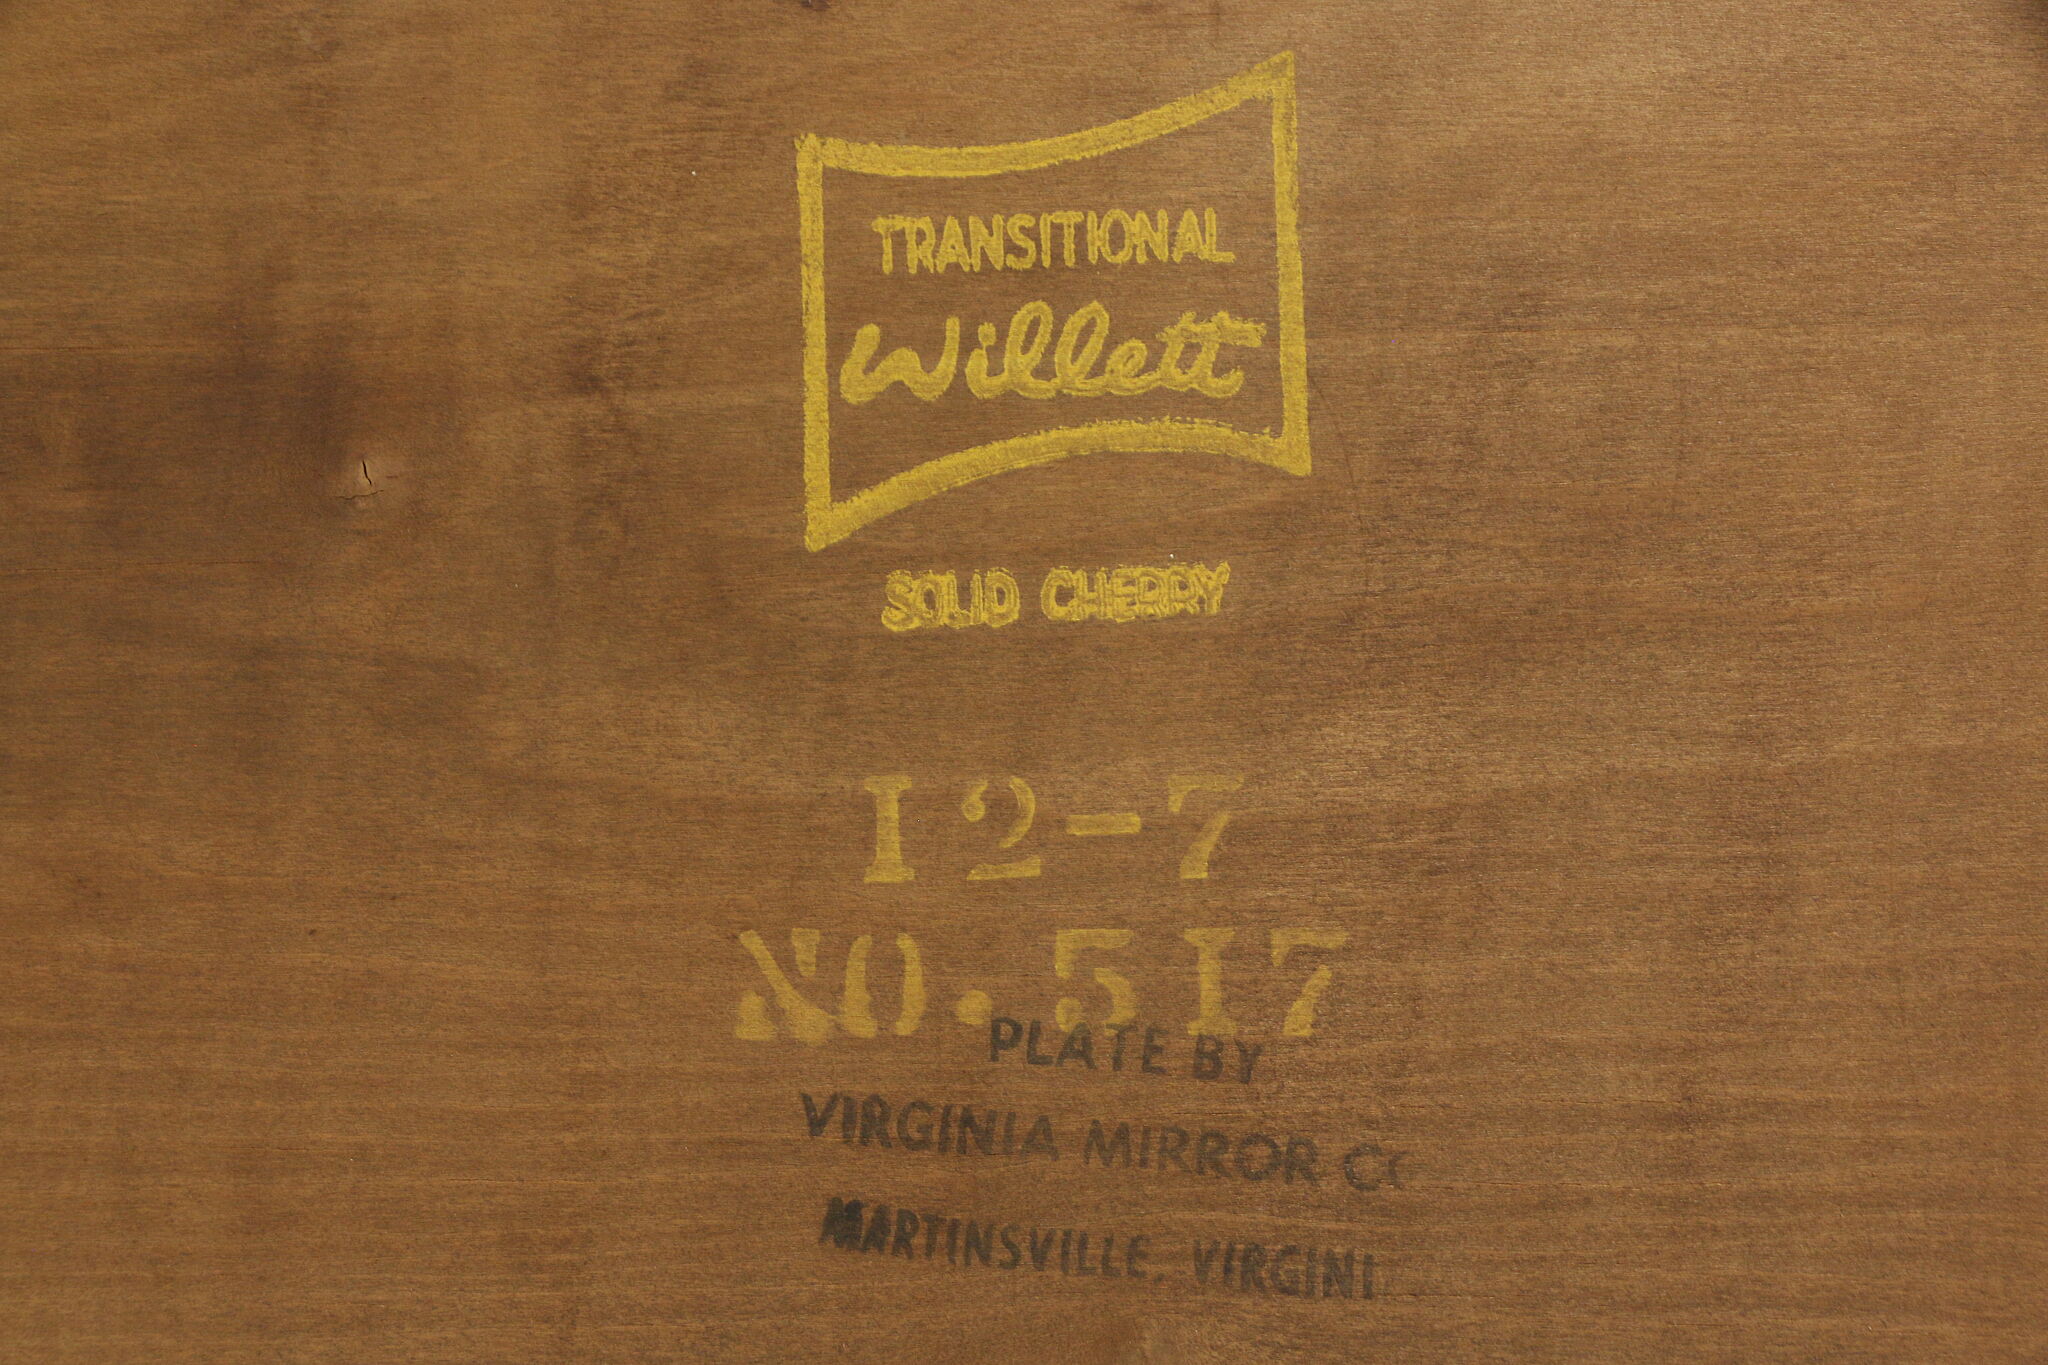 TRANSITIONAL
Willett
SOLID CHERRY
12-7
NO. 517
PLATE BY
VIRGINIA MIRROR CO
MARTINSVILLE, VIRGINI